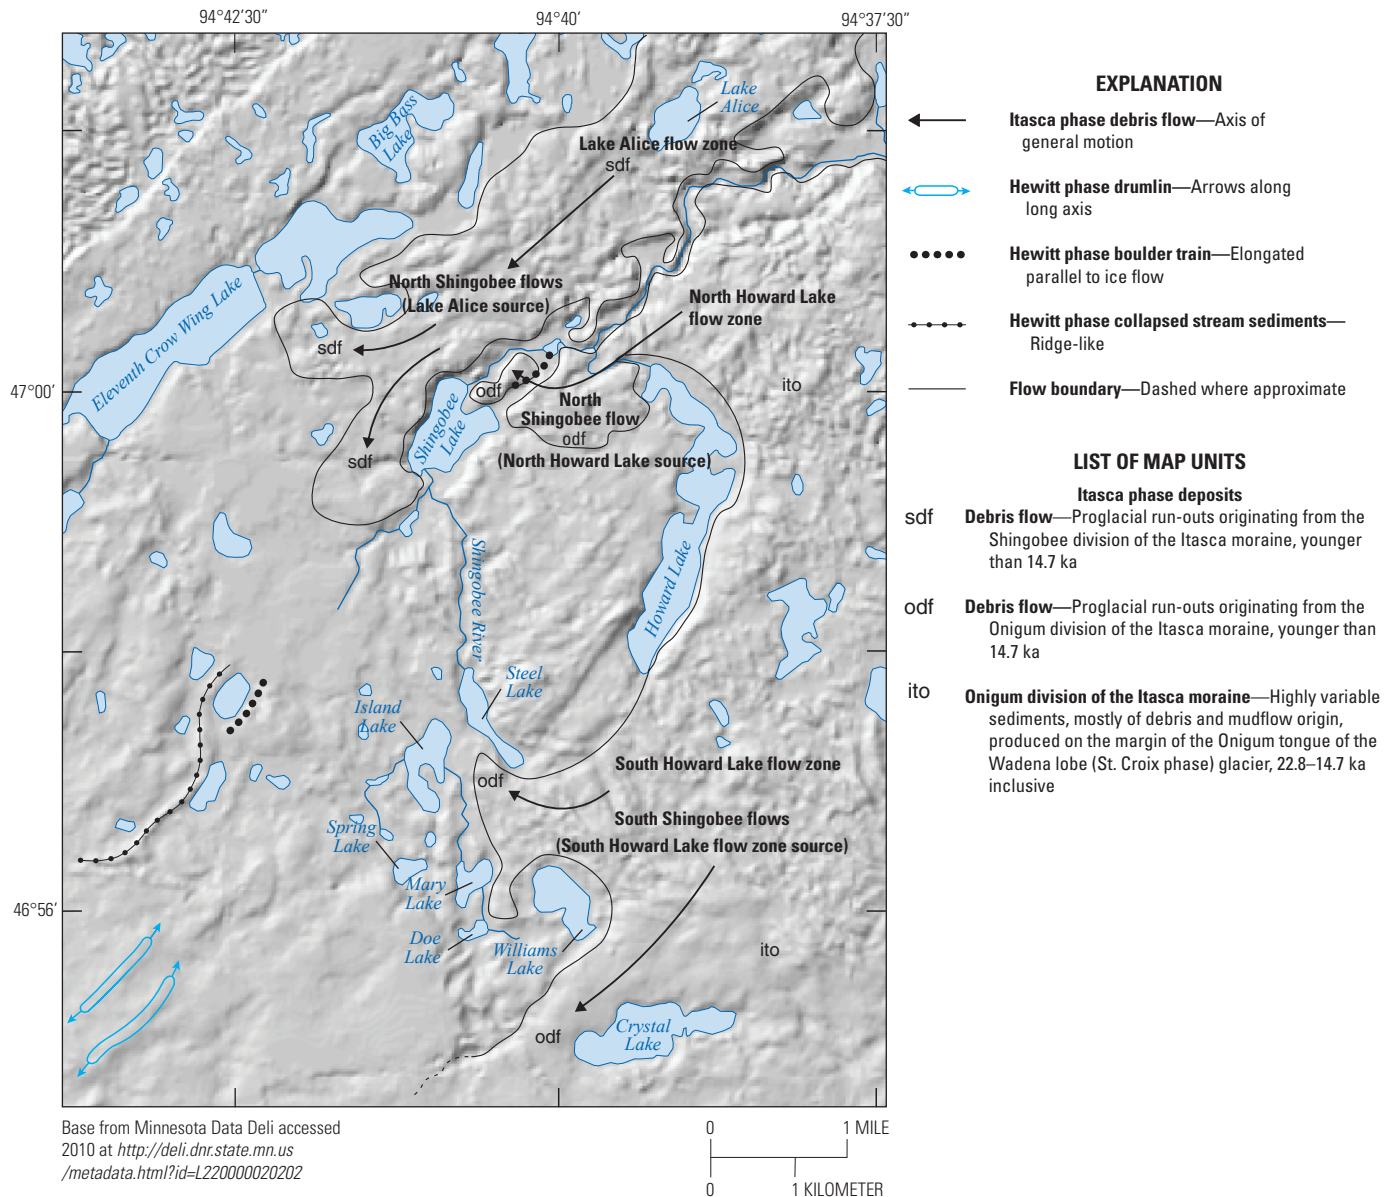 94°42'30"
94°40'
94°37'30"
Lake
Alice
Big Bass
Lake
Lake Alice flow zone
sdf
North Shingobee flows
(Lake Alice source)
North Howard Lake
flow zone
Eleventh Crow Wing Lake
sdf
47°00'
ito
odf
North
Shingobee flow
odf
(North Howard Lake source)
Shingobee
Lake
sdf
Shingobee River
Howard Lake
Steel
Lake
Island
Lake
South Howard Lake flow zone
odf
South Shingobee flows
(South Howard Lake flow zone source)
Spring
Lake
Mary
Lake
46°56'
Doe
Lake
Williams
Lake
ito
odf
Crystal
Lake
Base from Minnesota Data Deli accessed
2010 at http://deli.dnr.state.mn.us
/metadata.html?id=L220000020202
0 1 MILE
0 1 KILOMETER
EXPLANATION
Itasca phase debris flow—Axis of
general motion
Hewitt phase drumlin—Arrows along
long axis
Hewitt phase boulder train—Elongated
parallel to ice flow
Hewitt phase collapsed stream sediments—
Ridge-like
Flow boundary—Dashed where approximate
LIST OF MAP UNITS
Itasca phase deposits
sdf Debris flow—Proglacial run-outs originating from the
Shingobee division of the Itasca moraine, younger
than 14.7 ka
odf Debris flow—Proglacial run-outs originating from the
Onigum division of the Itasca moraine, younger than
14.7 ka
ito Onigum division of the Itasca moraine—Highly variable
sediments, mostly of debris and mudflow origin,
produced on the margin of the Onigum tongue of the
Wadena lobe (St. Croix phase) glacier, 22.8–14.7 ka
inclusive